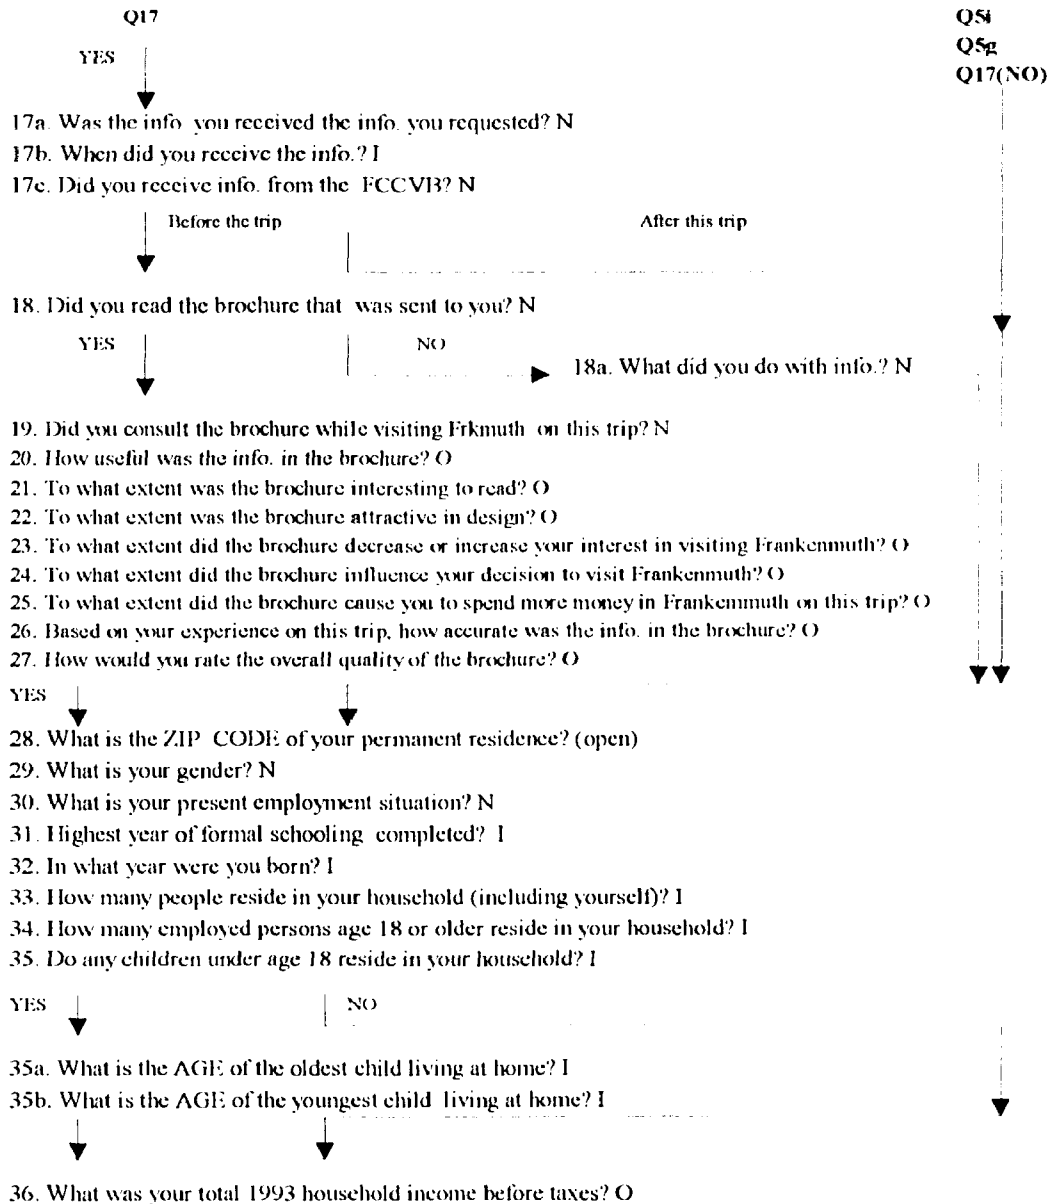 Q17
Q5i
Q5g
Q17(NO)
YES
17a. Was the info. you received the info. you requested? N
17b. When did you receive the info.? I
17c. Did you receive info. from the FCCVB? N
Before the trip
After this trip
18. Did you read the brochure that was sent to you? N
YES
NO
18a. What did you do with info.? N
19. Did you consult the brochure while visiting Frkmuth on this trip? N
20. How useful was the info. in the brochure? O
21. To what extent was the brochure interesting to read? O
22. To what extent was the brochure attractive in design? O
23. To what extent did the brochure decrease or increase your interest in visiting Frankenmuth? O
24. To what extent did the brochure influence your decision to visit Frankenmuth? O
25. To what extent did the brochure cause you to spend more money in Frankenmuth on this trip? O
26. Based on your experience on this trip, how accurate was the info. in the brochure? O
27. How would you rate the overall quality of the brochure? O
YES
28. What is the ZIP CODE of your permanent residence? (open)
29. What is your gender? N
30. What is your present employment situation? N
31. Highest year of formal schooling completed? I
32. In what year were you born? I
33. How many people reside in your household (including yourself)? I
34. How many employed persons age 18 or older reside in your household? I
35. Do any children under age 18 reside in your household? I
YES
NO
35a. What is the AGE of the oldest child living at home? I
35b. What is the AGE of the youngest child living at home? I
36. What was your total 1993 household income before taxes? O